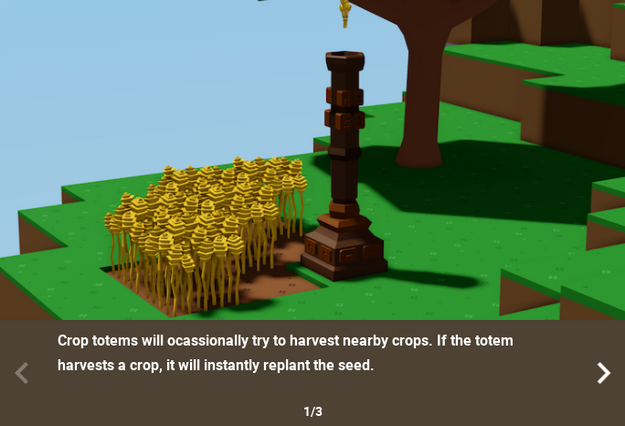 Crop totems will ocassionally try to harvest nearby crops. If the totem
harvests a crop, it will instantly replant the seed.
1/3